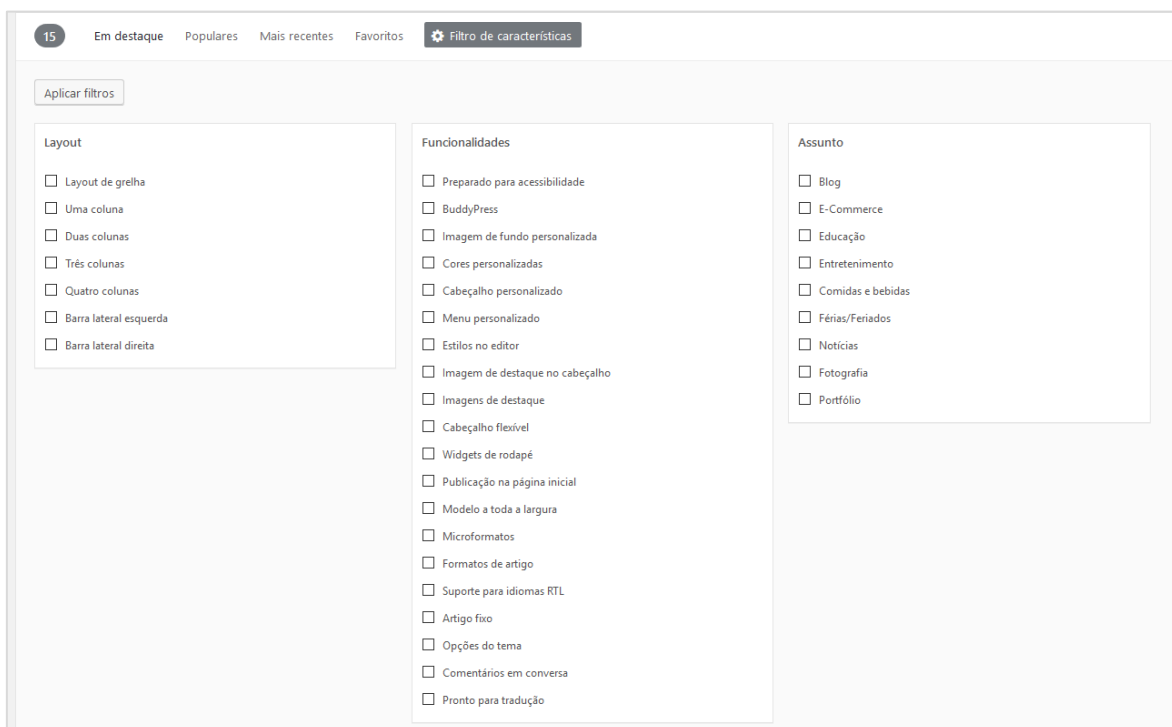 15 Em destaque Populares Mais recentes Favoritos Filtro de características
Aplicar filtros
Layout
Layout de grelha
Uma coluna
Duas colunas
Três colunas
Quatro colunas
Barra lateral esquerda
Barra lateral direita
Funcionalidades
Preparado para acessibilidade
BuddyPress
Imagem de fundo personalizada
Cores personalizadas
Cabeçalho personalizado
Menu personalizado
Estilos no editor
Imagem de destaque no cabeçalho
Imagens de destaque
Cabeçalho flexível
Widgets de rodapé
Publicação na página inicial
Modelo a toda a largura
Microformatos
Formatos de artigo
Suporte para idiomas RTL
Artigo fixo
Opções do tema
Comentários em conversa
Pronto para tradução
Assunto
Blog
E-Commerce
Educação
Entretenimento
Comidas e bebidas
Férias/Feriados
Notícias
Fotografia
Portfólio